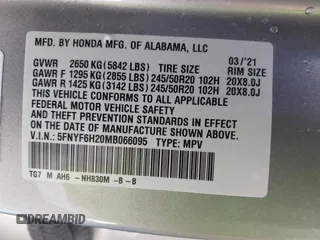 MFD. BY HONDA MFG. OF ALABAMA, LLC
GVWR 2650 KG(5842 LBS) TIRE SIZE 03/'21 RIM SIZE
GAWR F 1295 KG(2855 LBS)245/50R20 102H 20X8.0J
GAWR R 1425 KG(3142 LBS)245/50R20 102H 20X8.0J
THIS VEHICLE CONFORMS TO ALL APPLICABLE
FEDERAL MOTOR VEHICLE SAFETY AND
THEFT PREVENTION STANDARDS IN EFFECT ON
THE DATE OF MANUFACTURE SHOWN ABOVE.
V.I.N.: 5FNYF6H20MB066095 TYPE: MPV
TG7 M AH6 -NH830M -B -B
DREAMBID